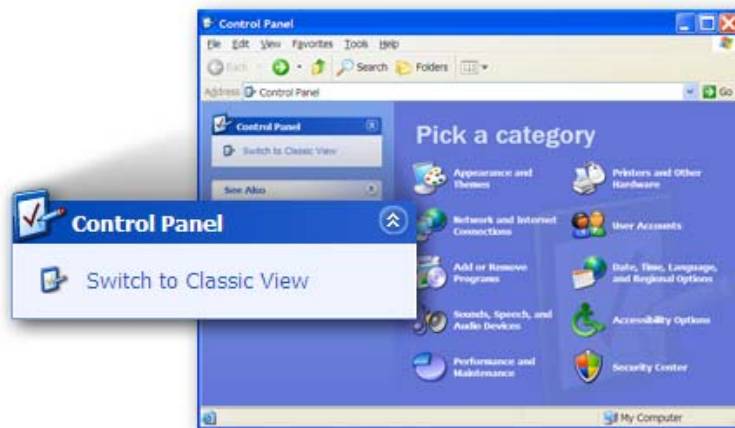 Control Panel
File Edit View Favorites Tools Help
Back Search Folders
Address Control Panel Go
Control Panel
Switch to Classic View
See Also
Pick a category
Appearance and
Themes
Printers and Other
Hardware
Network and Internet
Connections
User Accounts
Add or Remove
Programs
Date, Time, Language,
and Regional Options
Sounds, Speech, and
Audio Devices
Accessibility Options
Performance and
Maintenance
Security Center
My Computer
Control Panel
Switch to Classic View